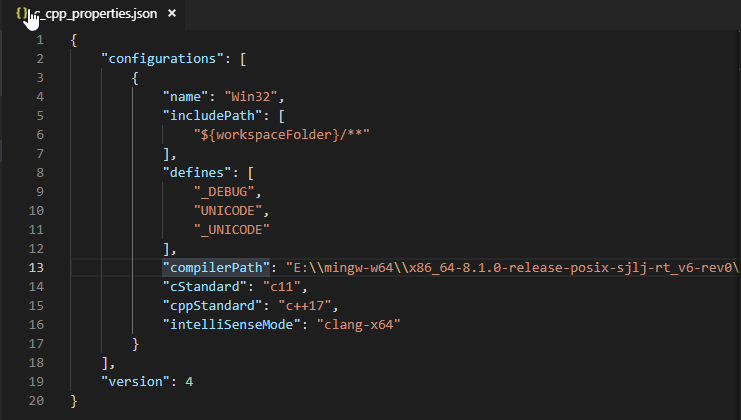 {} c_cpp_properties.json ×
1 {
2 "configurations": [
3 {
4 "name": "Win32",
5 "includePath": [
6 "${workspaceFolder}/**"
7 ],
8 "defines": [
9 "_DEBUG",
10 "UNICODE",
11 "_UNICODE"
12 ],
13 "compilerPath": "E:\\mingw-w64\\x86_64-8.1.0-release-posix-sjlj-rt_v6-rev0\
14 "cStandard": "c11",
15 "cppStandard": "c++17",
16 "intelliSenseMode": "clang-x64"
17 }
18 ],
19 "version": 4
20 }